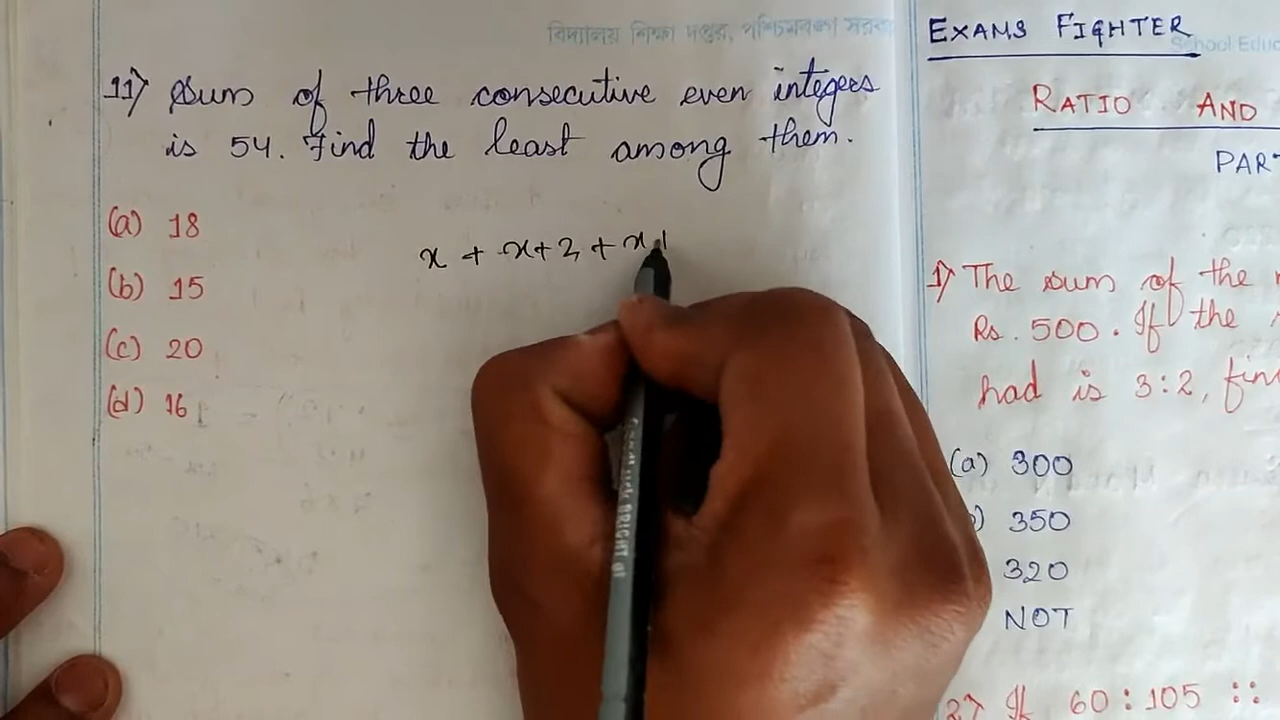 বিদ্যালয় শিক্ষা দপ্তর, পশ্চিমবঙ্গ সরকা
11) Sum of three consecutive even integers
is 54. Find the least among them.
(a) 18
(b) 15
(c) 20
(d) 16
x + x+2 + x
EXAMS FIGHTER
School Educ
RATIO AND
PART
1) The sum of the
Rs. 500. If the
had is 3:2, fin
(a) 300
) 350
320
NOT
2) If 60:105 ::